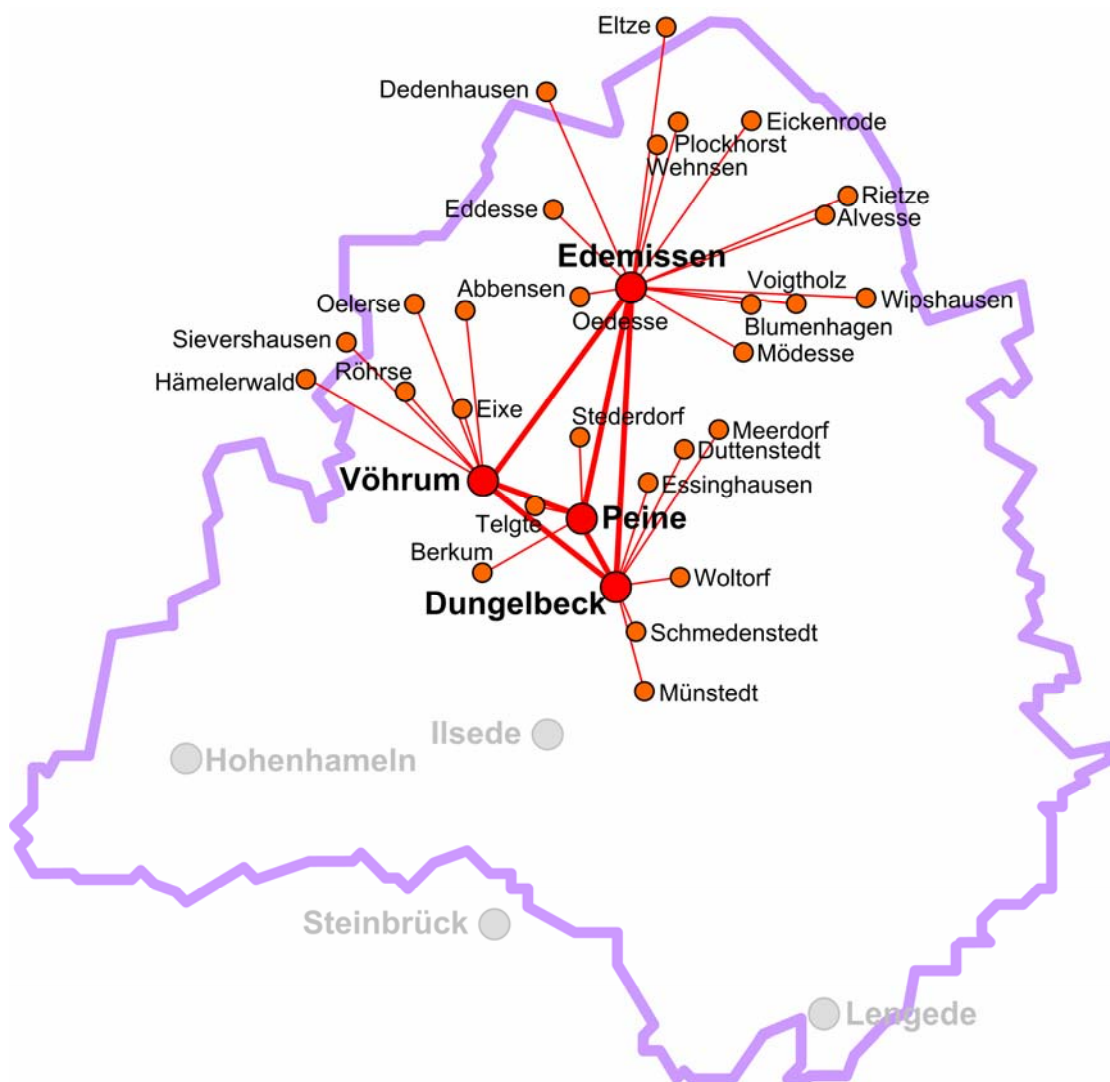 Eltze
Dedenhausen
Eickenrode
Plockhorst
Wehnsen
Rietze
Eddesse
Alvesse
Edemissen
Voigtholz
Abbensen
Oelerse
Wipshausen
Oedesse
Blumenhagen
Sievershausen
Mödesse
Röhrse
Hämelerwald
Eixe
Stederdorf
Meerdorf
Duttenstedt
Vöhrum
Essinghausen
Peine
Telgte
Berkum
Woltorf
Dungelbeck
Schmedenstedt
Münstedt
Ilsede
Hohenhameln
Steinbrück
Lengede